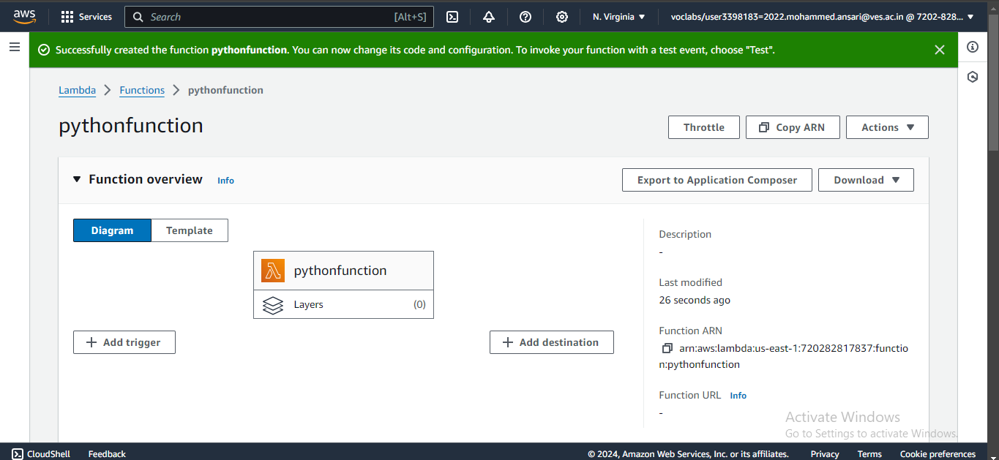 aws
Services
Search [Alt+S]
N. Virginia ▼
voclabs/user3398183=2022.mohammed.ansari@ves.ac.in @ 7202-828... ▼
Successfully created the function pythonfunction. You can now change its code and configuration. To invoke your function with a test event, choose "Test".
Lambda > Functions > pythonfunction
pythonfunction
Throttle
Copy ARN
Actions ▼
▼ Function overview Info
Export to Application Composer
Download ▼
Diagram
Template
pythonfunction
Layers (0)
+ Add trigger
+ Add destination
Description
-
Last modified
26 seconds ago
Function ARN
arn:aws:lambda:us-east-1:720282817837:functio
n:pythonfunction
Function URL Info
-
Activate Windows
Go to Settings to activate Windows.
CloudShell
Feedback
© 2024, Amazon Web Services, Inc. or its affiliates.
Privacy
Terms
Cookie preferences